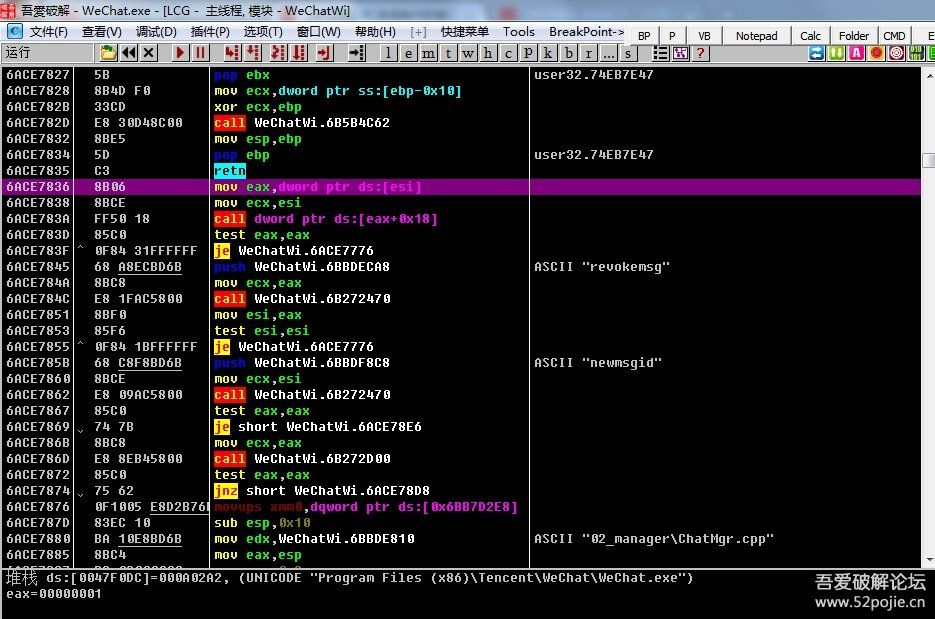 吾爱破解 - WeChat.exe - [LCG - 主线程, 模块 - WeChatWi]
文件(F) 查看(V) 调试(D) 插件(P) 选项(T) 窗口(W) 帮助(H) [+] 快捷菜单 Tools BreakPoint-> BP P VB Notepad Calc Folder CMD E
运行 l e m t w h c p k b r ... s ?
6ACE7827 5B pop ebx user32.74EB7E47
6ACE7828 8B4D F0 mov ecx,dword ptr ss:[ebp-0x10]
6ACE782B 33CD xor ecx,ebp
6ACE782D E8 30D48C00 call WeChatWi.6B5B4C62
6ACE7832 8BE5 mov esp,ebp
6ACE7834 5D pop ebp user32.74EB7E47
6ACE7835 C3 retn
6ACE7836 8B06 mov eax,dword ptr ds:[esi]
6ACE7838 8BCE mov ecx,esi
6ACE783A FF50 18 call dword ptr ds:[eax+0x18]
6ACE783D 85C0 test eax,eax
6ACE783F ^ 0F84 31FFFFFF je WeChatWi.6ACE7776
6ACE7845 68 A8ECBD6B push WeChatWi.6BBDECA8 ASCII "revokemsg"
6ACE784A 8BC8 mov ecx,eax
6ACE784C E8 1FAC5800 call WeChatWi.6B272470
6ACE7851 8BF0 mov esi,eax
6ACE7853 85F6 test esi,esi
6ACE7855 ^ 0F84 1BFFFFFF je WeChatWi.6ACE7776
6ACE785B 68 C8F8BD6B push WeChatWi.6BBDF8C8 ASCII "newmsgid"
6ACE7860 8BCE mov ecx,esi
6ACE7862 E8 09AC5800 call WeChatWi.6B272470
6ACE7867 85C0 test eax,eax
6ACE7869 74 7B je short WeChatWi.6ACE78E6
6ACE786B 8BC8 mov ecx,eax
6ACE786D E8 8EB45800 call WeChatWi.6B272D00
6ACE7872 85C0 test eax,eax
6ACE7874 75 62 jnz short WeChatWi.6ACE78D8
6ACE7876 0F1005 E8D2B76 movups xmm0,dqword ptr ds:[0x6BB7D2E8]
6ACE787D 83EC 10 sub esp,0x10
6ACE7880 BA 10E8BD6B mov edx,WeChatWi.6BBDE810 ASCII "02_manager\ChatMgr.cpp"
6ACE7885 8BC4 mov eax,esp
堆栈 ds:[0047F0DC]=000A02A2, (UNICODE "Program Files (x86)\Tencent\WeChat\WeChat.exe")
eax=00000001
吾爱破解论坛
www.52pojie.cn